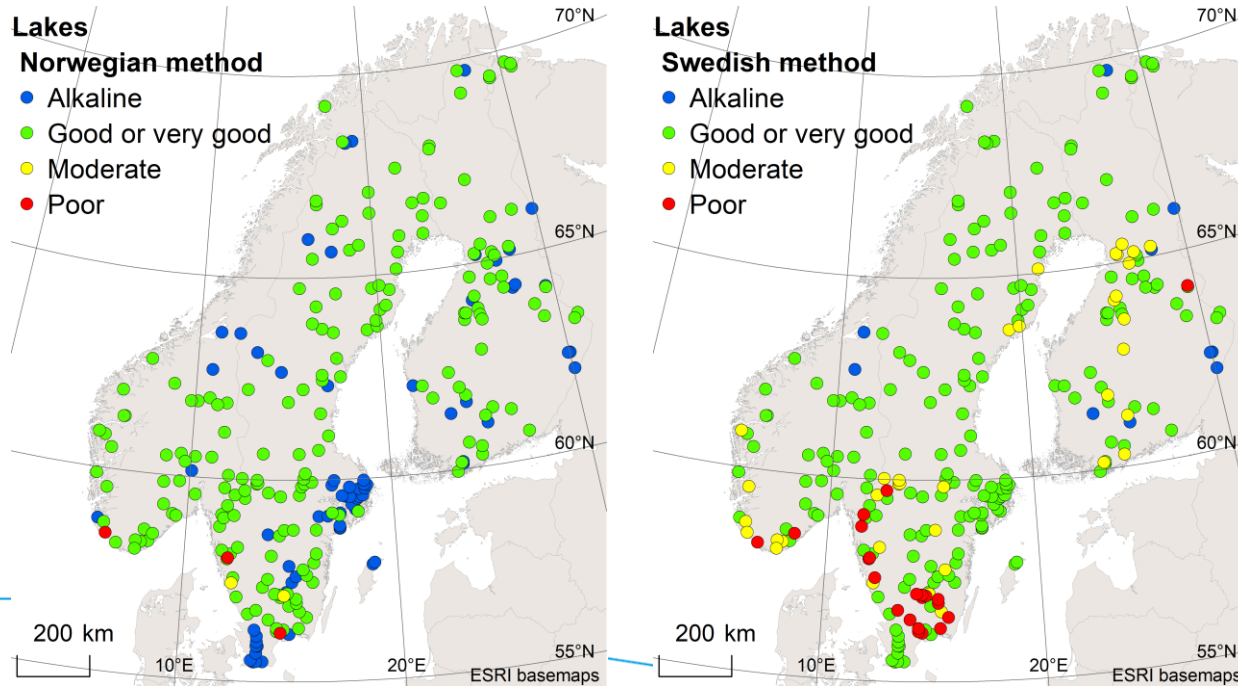 Lakes
Norwegian method
Alkaline
Good or very good
Moderate
Poor
70°N
65°N
60°N
55°N
10°E
20°E
200 km
ESRI basemaps
Lakes
Swedish method
Alkaline
Good or very good
Moderate
Poor
70°N
65°N
60°N
55°N
10°E
20°E
200 km
ESRI basemaps